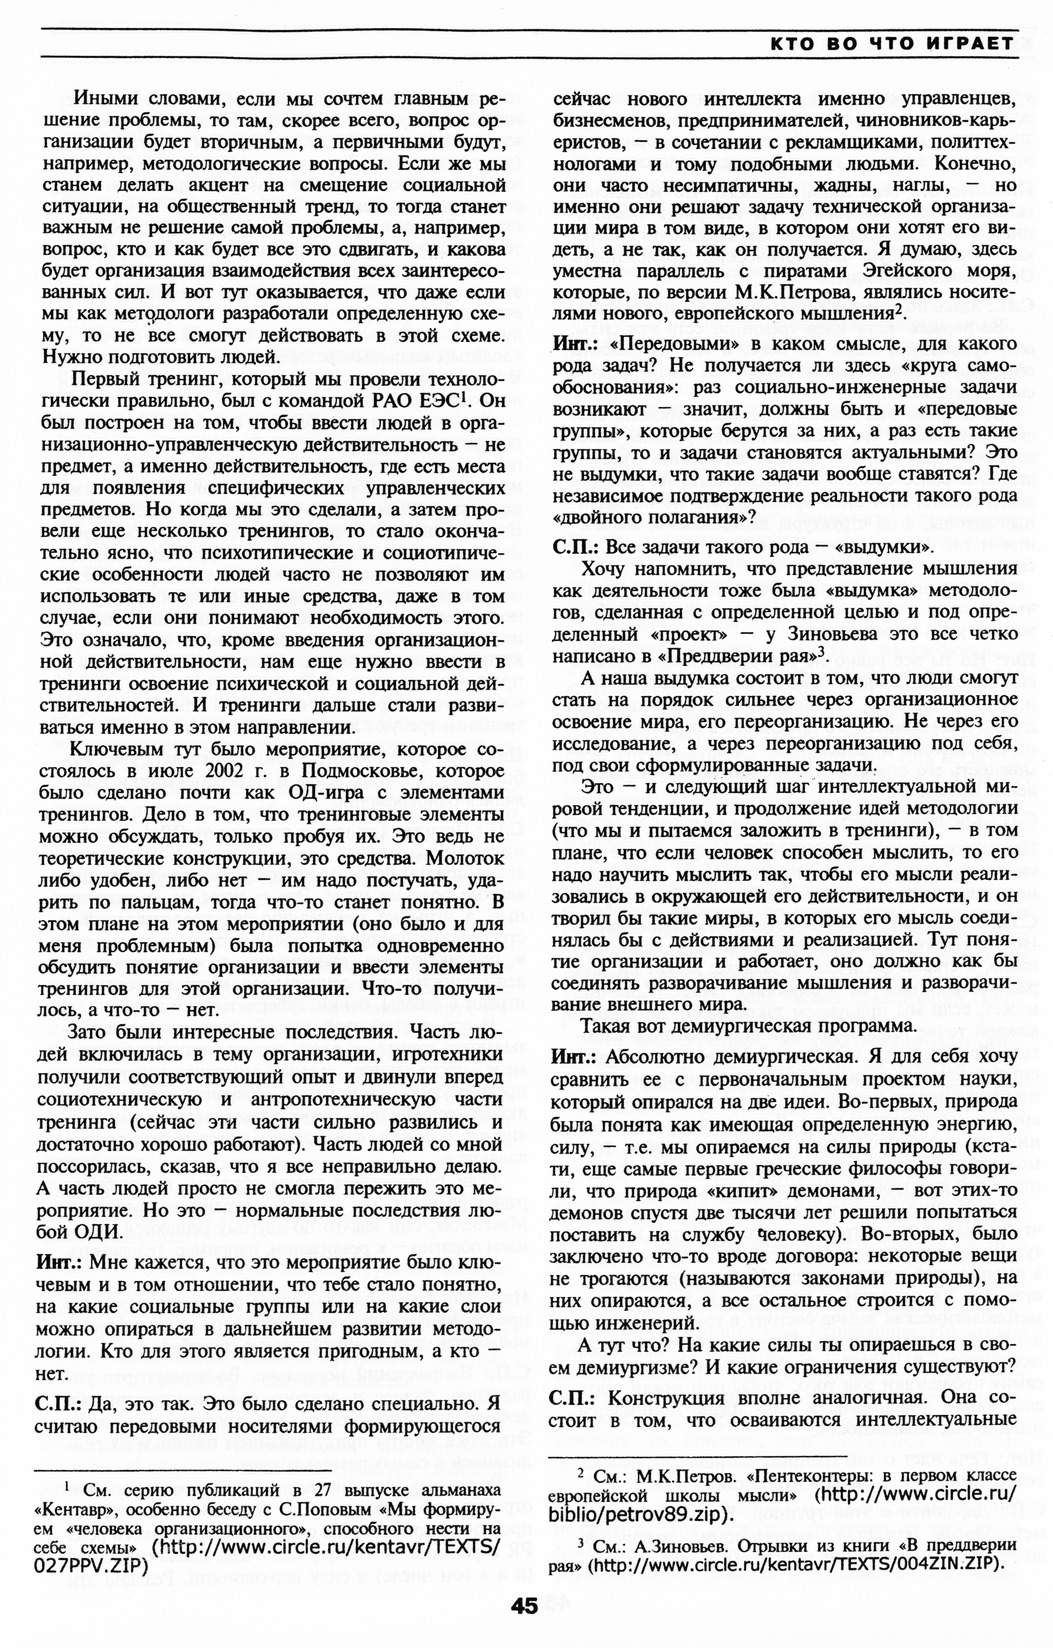 КТО ВО ЧТО ИГРАЕТ
Иными словами, если мы сочтем главным ре-
шение проблемы, то там, скорее всего, вопрос ор-
ганизации будет вторичным, а первичными будут,
например, методологические вопросы. Если же мы
станем делать акцент на смещение социальной
ситуации, на общественный тренд, то тогда станет
важным не решение самой проблемы, а, например,
вопрос, кто и как будет все это сдвигать, и какова
будет организация взаимодействия всех заинтересо-
ванных сил. И вот тут оказывается, что даже если
мы как методологи разработали определенную схе-
му, то не все смогут действовать в этой схеме.
Нужно подготовить людей.
Первый тренинг, который мы провели техноло-
гически правильно, был с командой РАО ЕЭС¹. Он
был построен на том, чтобы ввести людей в орга-
низационно-управленческую действительность — не
предмет, а именно действительность, где есть места
для появления специфических управленческих
предметов. Но когда мы это сделали, а затем про-
вели еще несколько тренингов, то стало оконча-
тельно ясно, что психотипические и социотипиче-
ские особенности людей часто не позволяют им
использовать те или иные средства, даже в том
случае, если они понимают необходимость этого.
Это означало, что, кроме введения организацион-
ной действительности, нам еще нужно ввести в
тренинги освоение психической и социальной дей-
ствительностей. И тренинги дальше стали разви-
ваться именно в этом направлении.
Ключевым тут было мероприятие, которое со-
стоялось в июле 2002 г. в Подмосковье, которое
было сделано почти как ОД-игра с элементами
тренингов. Дело в том, что тренинговые элементы
можно обсуждать, только пробуя их. Это ведь не
теоретические конструкции, это средства. Молоток
либо удобен, либо нет — им надо постучать, уда-
рить по пальцам, тогда что-то станет понятно. В
этом плане на этом мероприятии (оно было и для
меня проблемным) была попытка одновременно
обсудить понятие организации и ввести элементы
тренингов для этой организации. Что-то получи-
лось, а что-то — нет.
Зато были интересные последствия. Часть лю-
дей включилась в тему организации, игротехники
получили соответствующий опыт и двинули вперед
социотехническую и антропотехническую части
тренинга (сейчас эти части сильно развились и
достаточно хорошо работают). Часть людей со мной
поссорилась, сказав, что я все неправильно делаю.
А часть людей просто не смогла пережить это ме-
роприятие. Но это — нормальные последствия лю-
бой ОДИ.
Инт.: Мне кажется, что это мероприятие было клю-
чевым и в том отношении, что тебе стало понятно,
на какие социальные группы или на какие слои
можно опираться в дальнейшем развитии методо-
логии. Кто для этого является пригодным, а кто —
нет.
С.П.: Да, это так. Это было сделано специально. Я
считаю передовыми носителями формирующегося
¹ См. серию публикаций в 27 выпуске альманаха
«Кентавр», особенно беседу с С.Поповым «Мы формиру-
ем «человека организационного», способного нести на
себе схемы» (http://www.circle.ru/kentavr/TEXTS/
027PPV.ZIP)
сейчас нового интеллекта именно управленцев,
бизнесменов, предпринимателей, чиновников-карь-
еристов, — в сочетании с рекламщиками, политтех-
нологами и тому подобными людьми. Конечно,
они часто несимпатичны, жадны, наглы, — но
именно они решают задачу технической организа-
ции мира в том виде, в котором они хотят его ви-
деть, а не так, как он получается. Я думаю, здесь
уместна параллель с пиратами Эгейского моря,
которые, по версии М.К.Петрова, являлись носите-
лями нового, европейского мышления².
Инт.: «Передовыми» в каком смысле, для какого
рода задач? Не получается ли здесь «круга само-
обоснования»: раз социально-инженерные задачи
возникают — значит, должны быть и «передовые
группы», которые берутся за них, а раз есть такие
группы, то и задачи становятся актуальными? Это
не выдумки, что такие задачи вообще ставятся? Где
независимое подтверждение реальности такого рода
«двойного полагания»?
С.П.: Все задачи такого рода — «выдумки».
Хочу напомнить, что представление мышления
как деятельности тоже была «выдумка» методоло-
гов, сделанная с определенной целью и под опре-
деленный «проект» — у Зиновьева это все четко
написано в «Преддверии рая»³.
А наша выдумка состоит в том, что люди смогут
стать на порядок сильнее через организационное
освоение мира, его переорганизацию. Не через его
исследование, а через переорганизацию под себя,
под свои сформулированные задачи.
Это — и следующий шаг интеллектуальной ми-
ровой тенденции, и продолжение идей методологии
(что мы и пытаемся заложить в тренинги), — в том
плане, что если человек способен мыслить, то его
надо научить мыслить так, чтобы его мысли реали-
зовались в окружающей его действительности, и он
творил бы такие миры, в которых его мысль соеди-
нялась бы с действиями и реализацией. Тут поня-
тие организации и работает, оно должно как бы
соединять разворачивание мышления и разворачи-
вание внешнего мира.
Такая вот демиургическая программа.
Инт.: Абсолютно демиургическая. Я для себя хочу
сравнить ее с первоначальным проектом науки,
который опирался на две идеи. Во-первых, природа
была понята как имеющая определенную энергию,
силу, — т.е. мы опираемся на силы природы (кста-
ти, еще самые первые греческие философы говори-
ли, что природа «кипит» демонами, — вот этих-то
демонов спустя две тысячи лет решили попытаться
поставить на службу Человеку). Во-вторых, было
заключено что-то вроде договора: некоторые вещи
не трогаются (называются законами природы), на
них опираются, а все остальное строится с помо-
щью инженерий.
А тут что? На какие силы ты опираешься в сво-
ем демиургизме? И какие ограничения существуют?
С.П.: Конструкция вполне аналогичная. Она со-
стоит в том, что осваиваются интеллектуальные
² См.: М.К.Петров. «Пентеконтеры: в первом классе
европейской школы мысли» (http://www.circle.ru/
biblio/petrov89.zip).
³ См.: А.Зиновьев. Отрывки из книги «В преддверии
рая» (http://www.circle.ru/kentavr/TEXTS/004ZIN.ZIP).
45